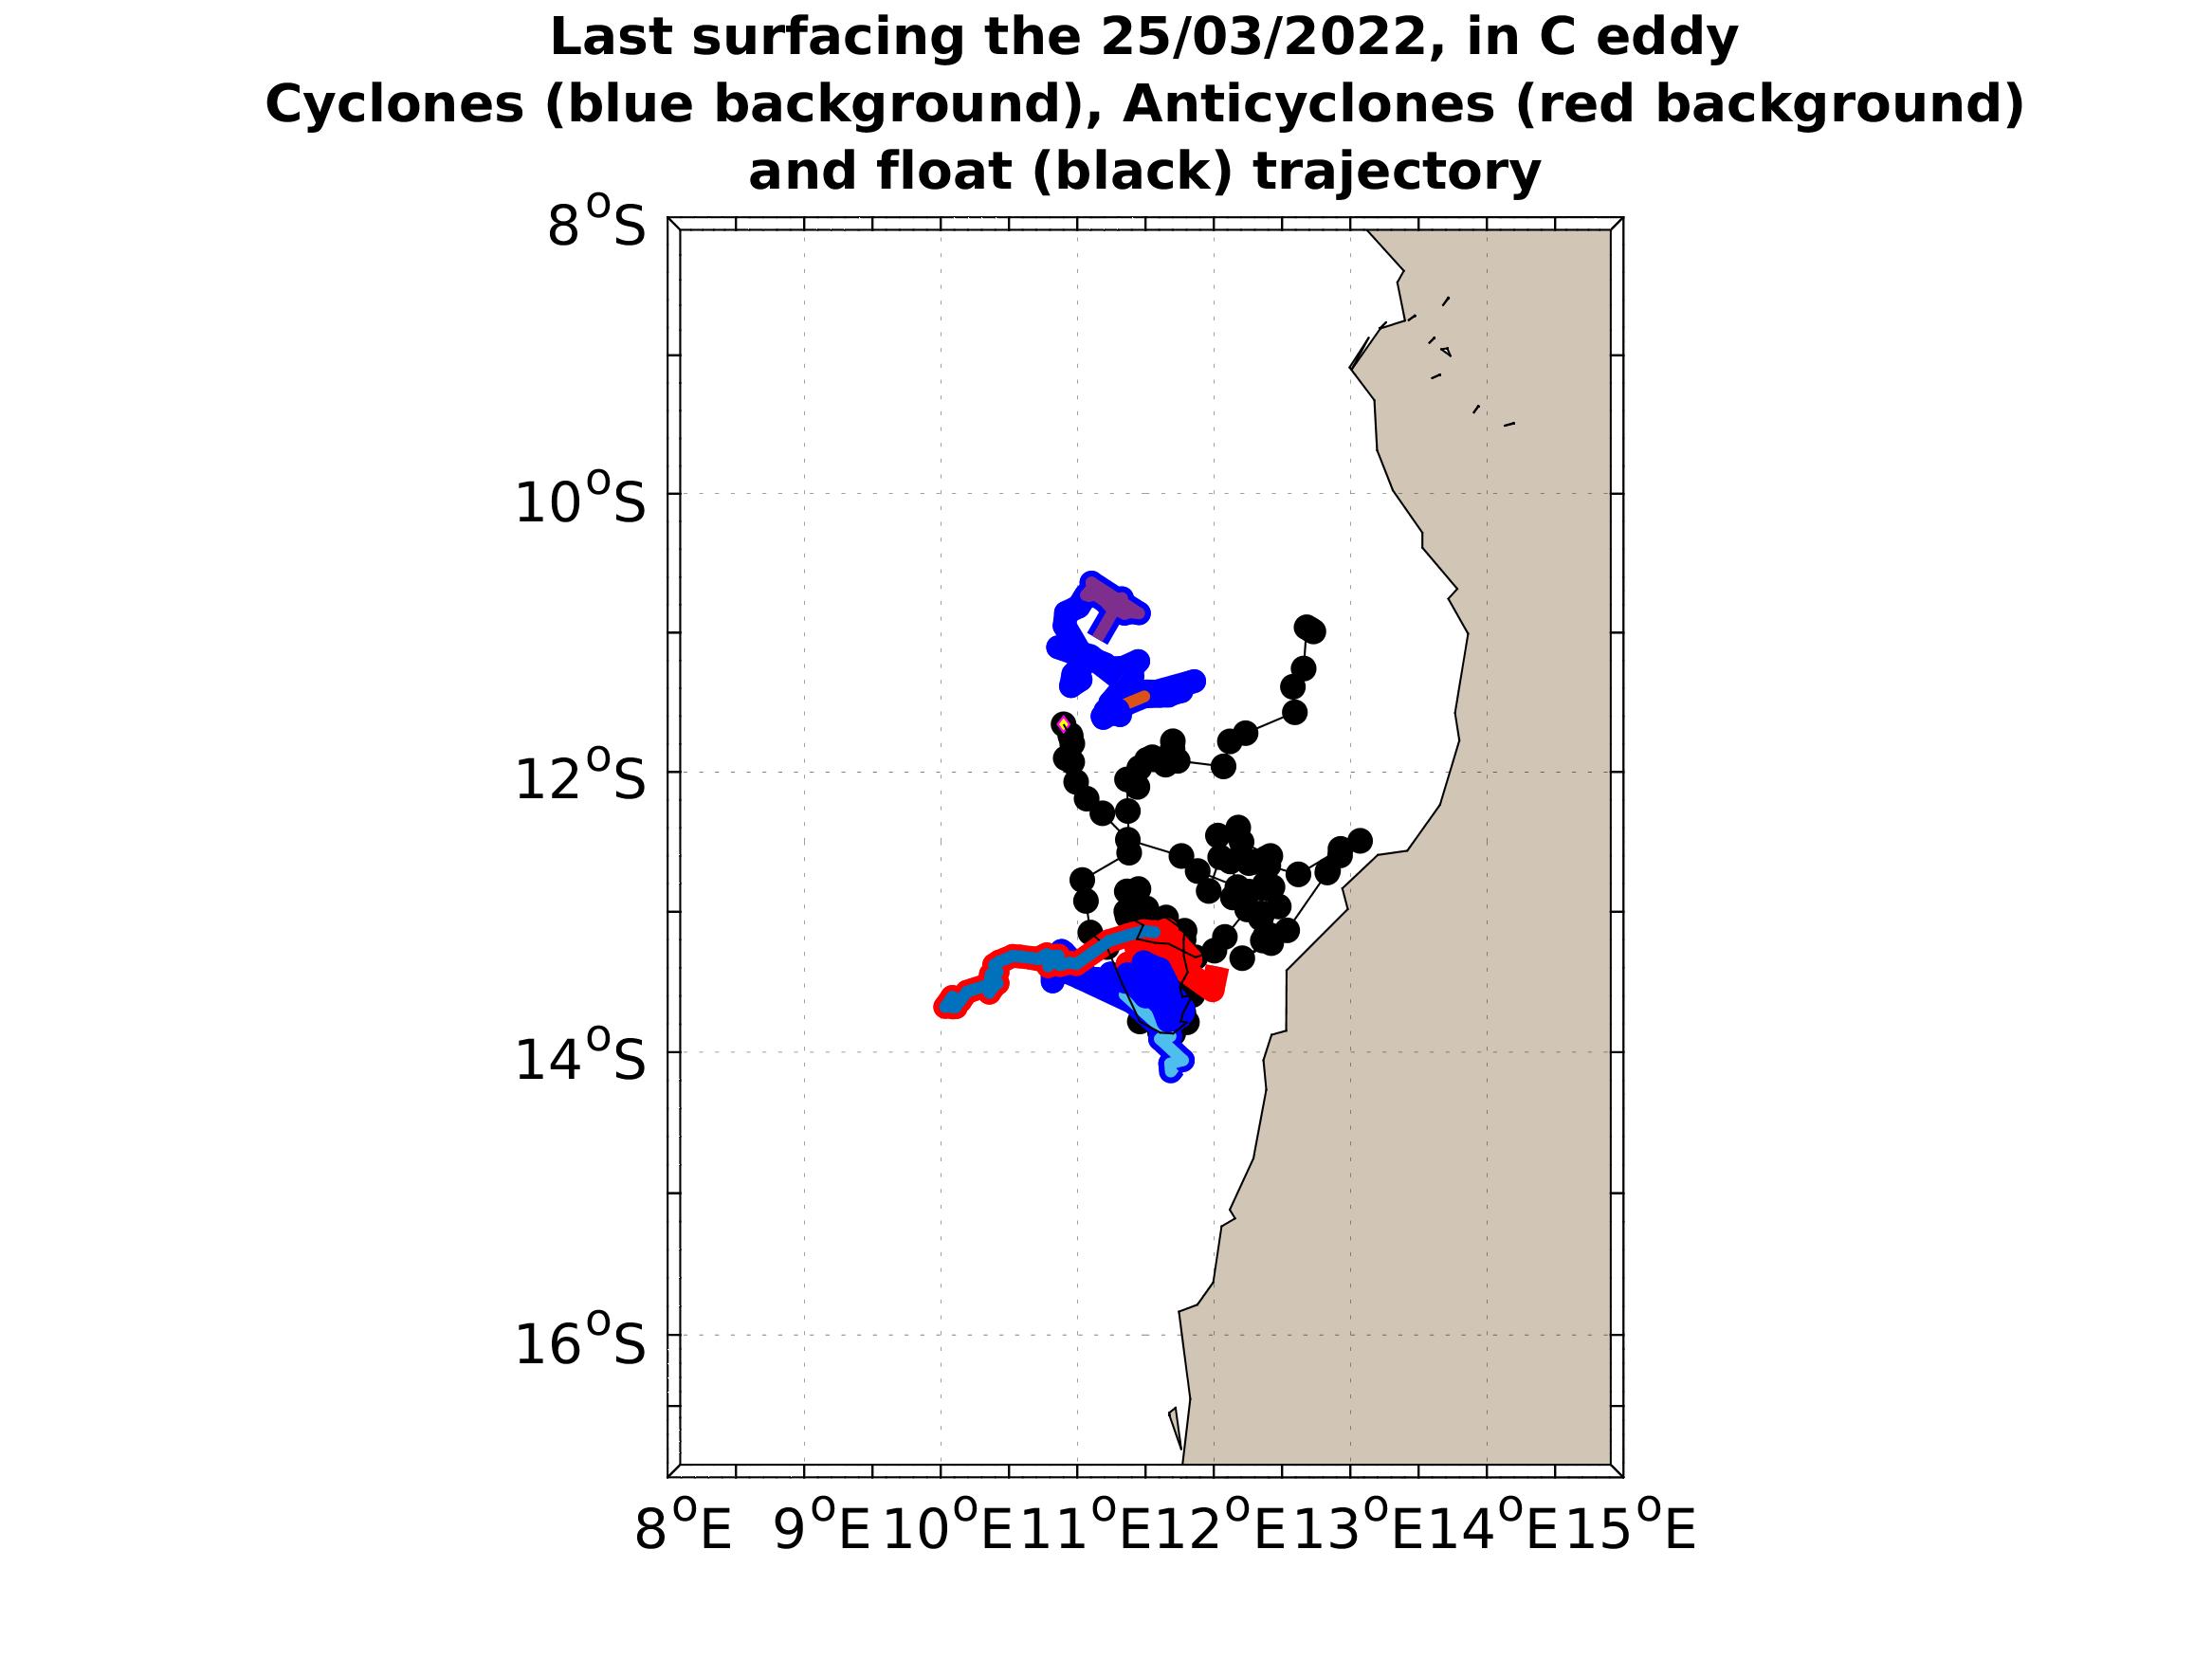 Last surfacing the 25/03/2022, in C eddy
Cyclones (blue background), Anticyclones (red background)
and float (black) trajectory
8°S
10°S
12°S
14°S
16°S
8°E 9°E 10°E 11°E 12°E 13°E 14°E 15°E